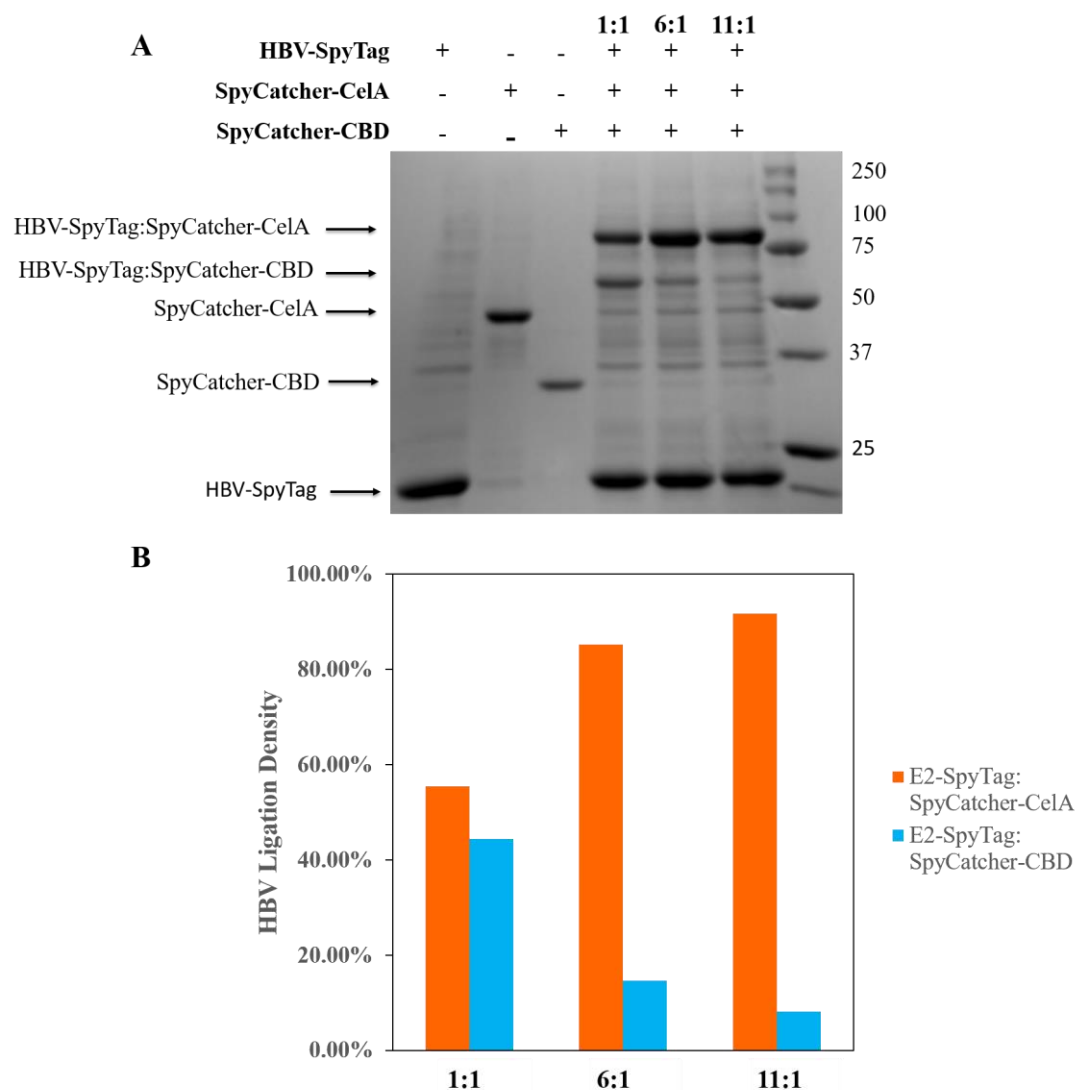 A
1:1 6:1 11:1
HBV-SpyTag + - - + + +
SpyCatcher-CelA - + - + + +
SpyCatcher-CBD - - + + + +
250
100
HBV-SpyTag:SpyCatcher-CelA
75
HBV-SpyTag:SpyCatcher-CBD
50
SpyCatcher-CelA
37
SpyCatcher-CBD
25
HBV-SpyTag
B
100.00%
80.00%
60.00%
40.00%
20.00%
0.00%
HBV Ligation Density
E2-SpyTag:
SpyCatcher-CelA
E2-SpyTag:
SpyCatcher-CBD
1:1 6:1 11:1